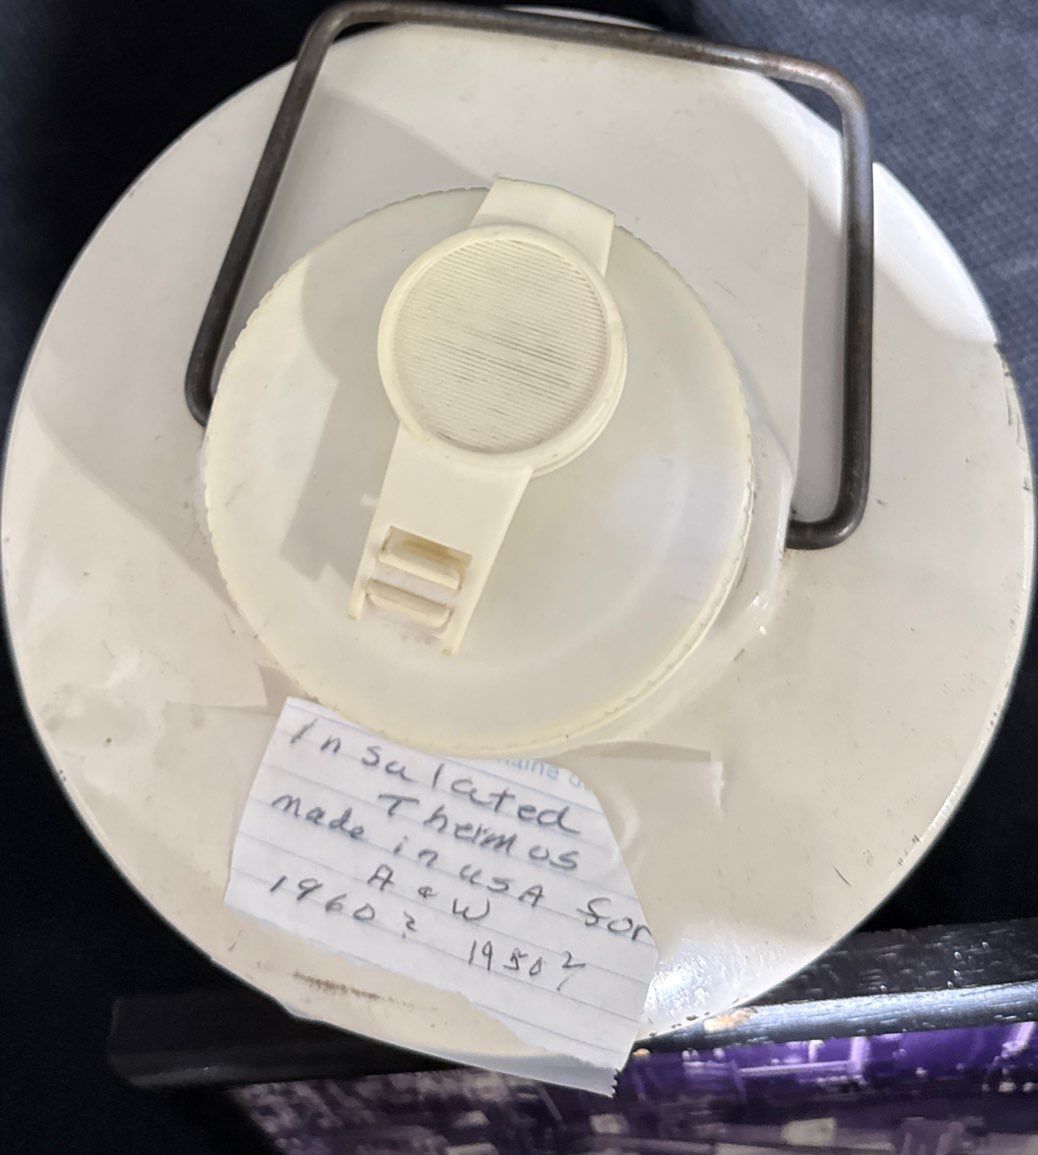 Insulated
Thermos
made in USA for
A & W
1960? 1950?